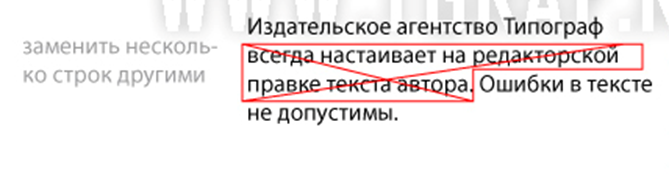 заменить несколь-
ко строк другими
Издательское агентство Типограф
всегда настаивает на редакторской
правке текста автора. Ошибки в тексте
не допустимы.